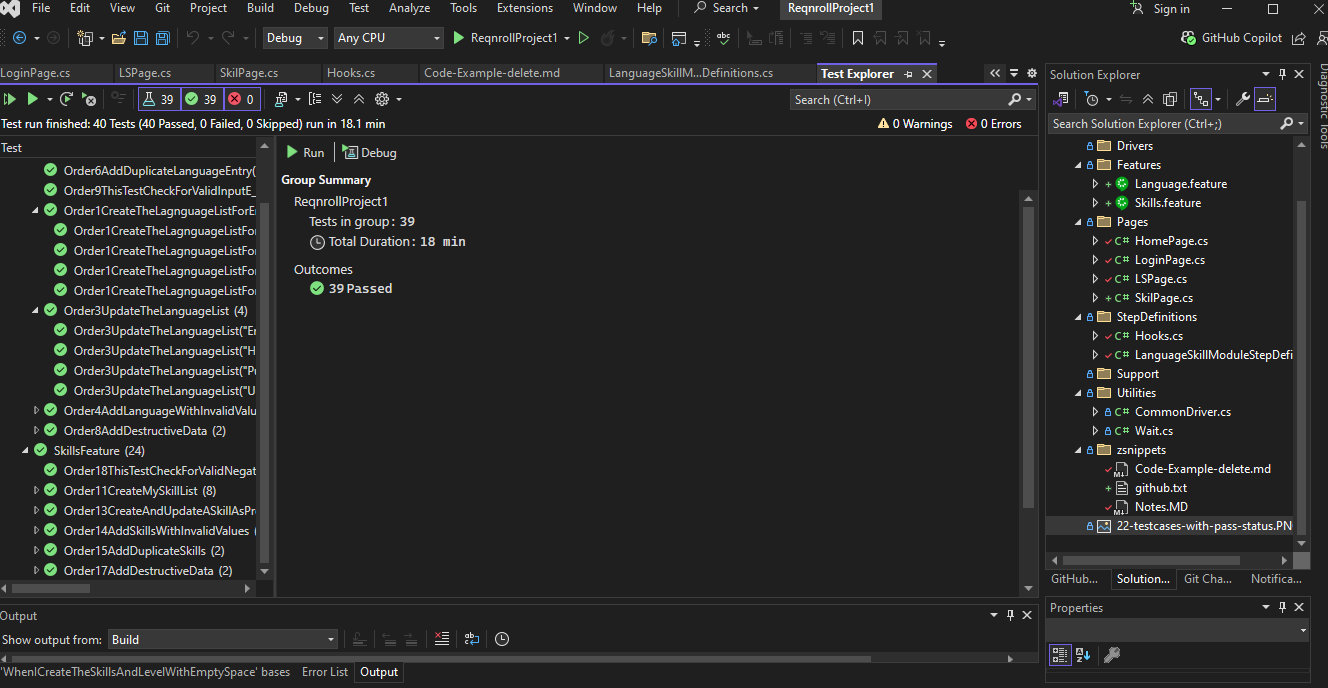 File Edit View Git Project Build Debug Test Analyze Tools Extensions Window Help Search ReqnrollProject1 Sign in
Debug Any CPU ReqnrollProject1 GitHub Copilot
LoginPage.cs LSPage.cs SkilPage.cs Hooks.cs Code-Example-delete.md LanguageSkillM...Definitions.cs Test Explorer
39 39 0 Search (Ctrl+I)
Test run finished: 40 Tests (40 Passed, 0 Failed, 0 Skipped) run in 18.1 min 0 Warnings 0 Errors
Test
Order6AddDuplicateLanguageEntry(
Order9ThisTestCheckForValidInputE_
Order1CreateTheLagnguageListForEr
Order1CreateTheLagnguageListFor
Order1CreateTheLagnguageListFor
Order1CreateTheLagnguageListFor
Order1CreateTheLagnguageListFor
Order3UpdateTheLanguageList (4)
Order3UpdateTheLanguageList("Er
Order3UpdateTheLanguageList("H
Order3UpdateTheLanguageList("Pu
Order3UpdateTheLanguageList("U
Order4AddLanguageWithInvalidValu
Order8AddDestructiveData (2)
SkillsFeature (24)
Order18ThisTestCheckForValidNegat
Order11CreateMySkillList (8)
Order13CreateAndUpdateASkillAsPr
Order14AddSkillsWithInvalidValues (
Order15AddDuplicateSkills (2)
Order17AddDestructiveData (2)
Run Debug
Group Summary
ReqnrollProject1
Tests in group: 39
Total Duration: 18 min
Outcomes
39 Passed
Solution Explorer
Search Solution Explorer (Ctrl+;)
Drivers
Features
Language.feature
Skills.feature
Pages
C# HomePage.cs
C# LoginPage.cs
C# LSPage.cs
C# SkilPage.cs
StepDefinitions
C# Hooks.cs
C# LanguageSkillModuleStepDefi
Support
Utilities
C# CommonDriver.cs
C# Wait.cs
zsnippets
Code-Example-delete.md
github.txt
Notes.MD
22-testcases-with-pass-status.PN
GitHub... Solution... Git Cha... Notifica...
Properties
Diagnostic Tools
Output
Show output from: Build
'WhenICreateTheSkillsAndLevelWithEmptySpace' bases Error List Output